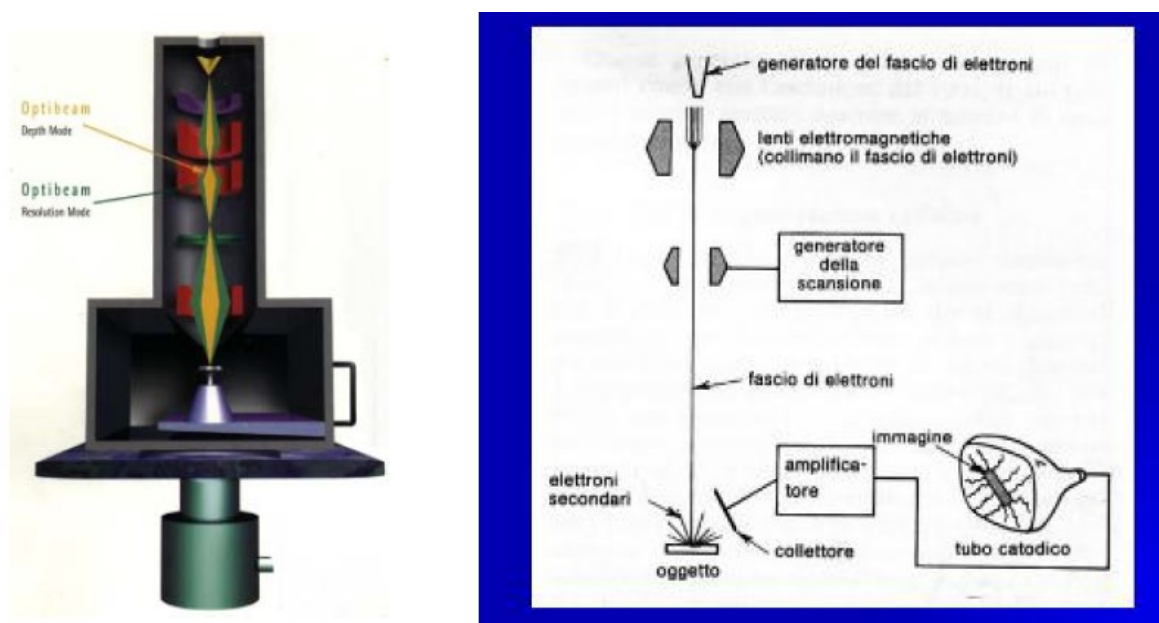 Optibeam
Depth Mode
Optibeam
Resolution Mode
generatore del fascio di elettroni
lenti elettromagnetiche
(collimano il fascio di elettroni)
generatore
della
scansione
fascio di elettroni
immagine
amplifica-
tore
elettroni
secondari
collettore
tubo catodico
oggetto